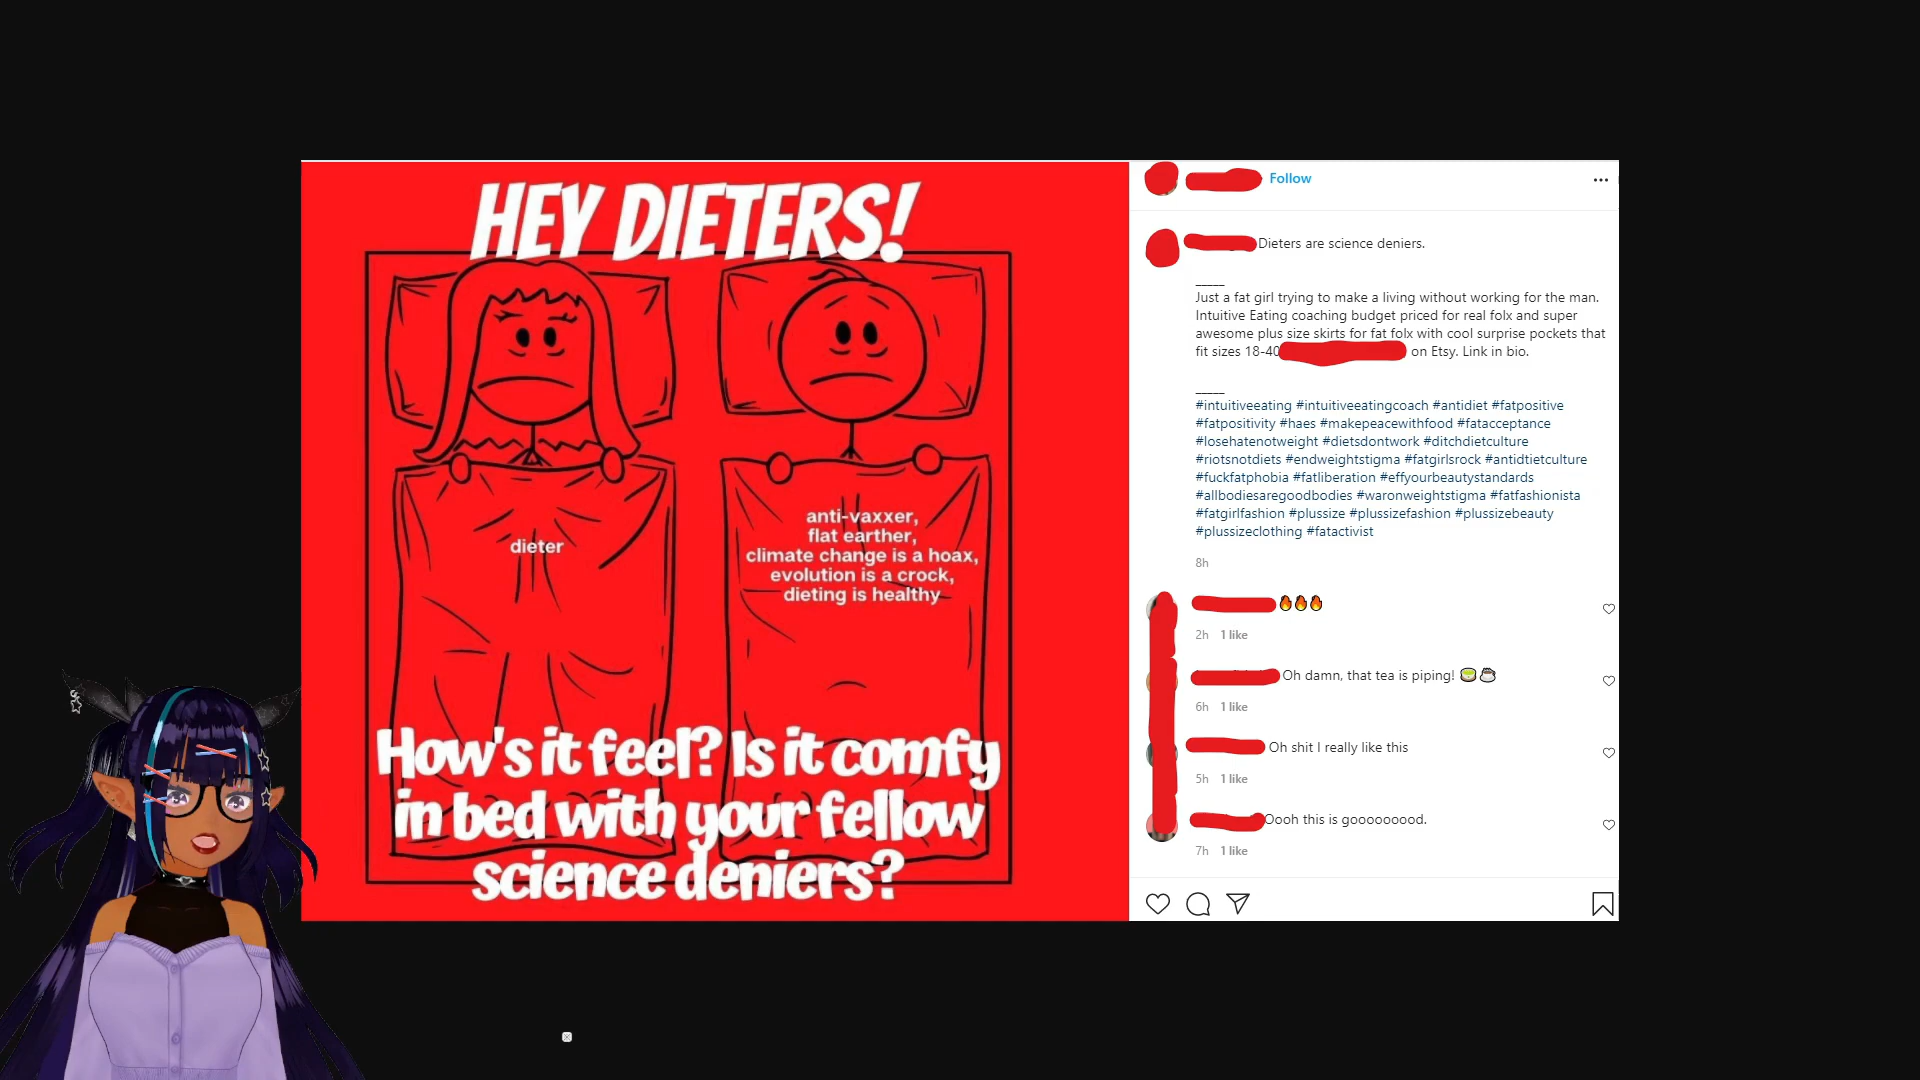 HEY DIETERS!
dieter
anti-vaxxer,
flat earther,
climate change is a hoax,
evolution is a crock,
dieting is healthy
How's it feel? Is it comfy
in bed with your fellow
science deniers?
Follow
Dieters are science deniers.
_____
Just a fat girl trying to make a living without working for the man.
Intuitive Eating coaching budget priced for real folx and super
awesome plus size skirts for fat folx with cool surprise pockets that
fit sizes 18-40 on Etsy. Link in bio.
_____
#intuitiveeating #intuitiveeatingcoach #antidiet #fatpositive
#fatpositivity #haes #makepeacewithfood #fatacceptance
#losehatenotweight #dietsdontwork #ditchdietculture
#riotsnotdiets #endweightstigma #fatgirlsrock #antidtietculture
#fuckfatphobia #fatliberation #effyourbeautystandards
#allbodiesaregoodbodies #waronweightstigma #fatfashionista
#fatgirlfashion #plussize #plussizefashion #plussizebeauty
#plussizeclothing #fatactivist
8h
🔥🔥🔥
2h 1 like
Oh damn, that tea is piping! 🍵☕
6h 1 like
Oh shit I really like this
5h 1 like
Oooh this is gooooooood.
7h 1 like